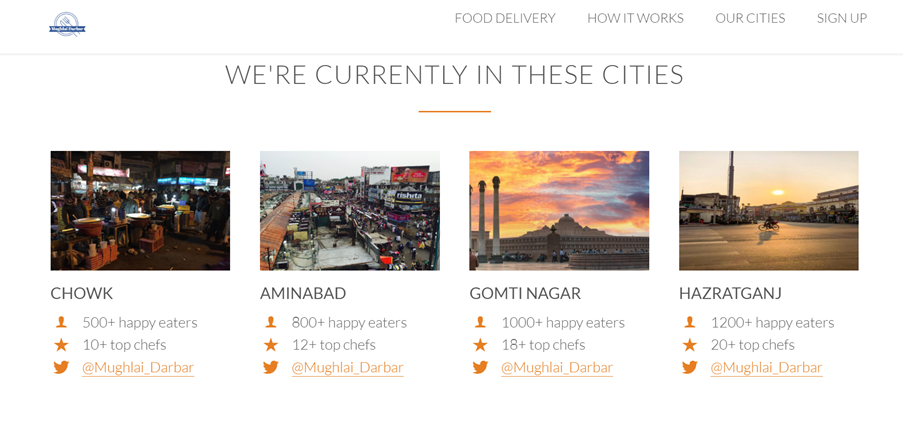 Mughlai Darbar
FOOD DELIVERY HOW IT WORKS OUR CITIES SIGN UP
WE'RE CURRENTLY IN THESE CITIES
rishita
CHOWK
500+ happy eaters
10+ top chefs
@Mughlai_Darbar
AMINABAD
800+ happy eaters
12+ top chefs
@Mughlai_Darbar
GOMTI NAGAR
1000+ happy eaters
18+ top chefs
@Mughlai_Darbar
HAZRATGANJ
1200+ happy eaters
20+ top chefs
@Mughlai_Darbar